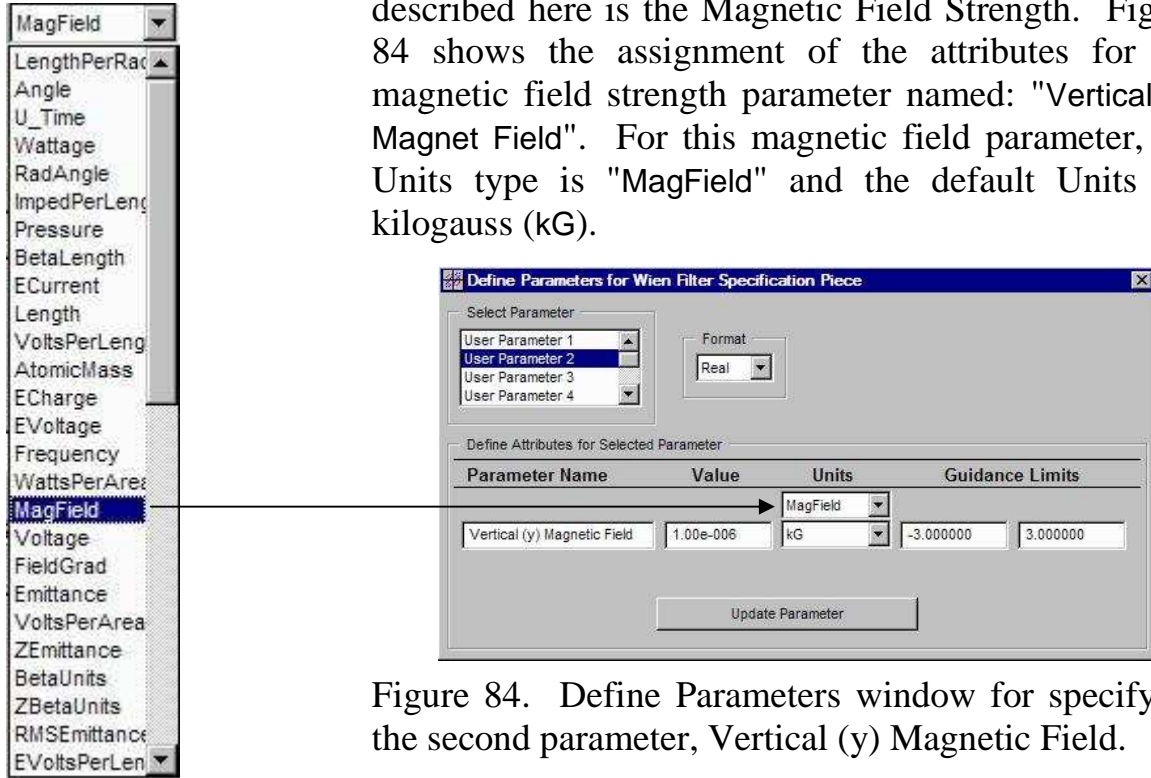 MagField
LengthPerRad
Angle
U_Time
Wattage
RadAngle
ImpedPerLeng
Pressure
BetaLength
ECurrent
Length
VoltsPerLeng
AtomicMass
ECharge
EVoltage
Frequency
WattsPerArea
MagField
Voltage
FieldGrad
Emittance
VoltsPerArea
ZEmittance
BetaUnits
ZBetaUnits
RMSEmittance
EVoltsPerLen
described here is the Magnetic Field Strength. Fig
84 shows the assignment of the attributes for
magnetic field strength parameter named: "Vertical
Magnet Field". For this magnetic field parameter,
Units type is "MagField" and the default Units
kilogauss (kG).
Define Parameters for Wien Filter Specification Piece
Select Parameter
User Parameter 1
User Parameter 2
User Parameter 3
User Parameter 4
Format
Real
Define Attributes for Selected Parameter
Parameter Name Value Units Guidance Limits
MagField
Vertical (y) Magnetic Field 1.00e-006 kG -3.000000 3.000000
Update Parameter
Figure 84. Define Parameters window for specify
the second parameter, Vertical (y) Magnetic Field.